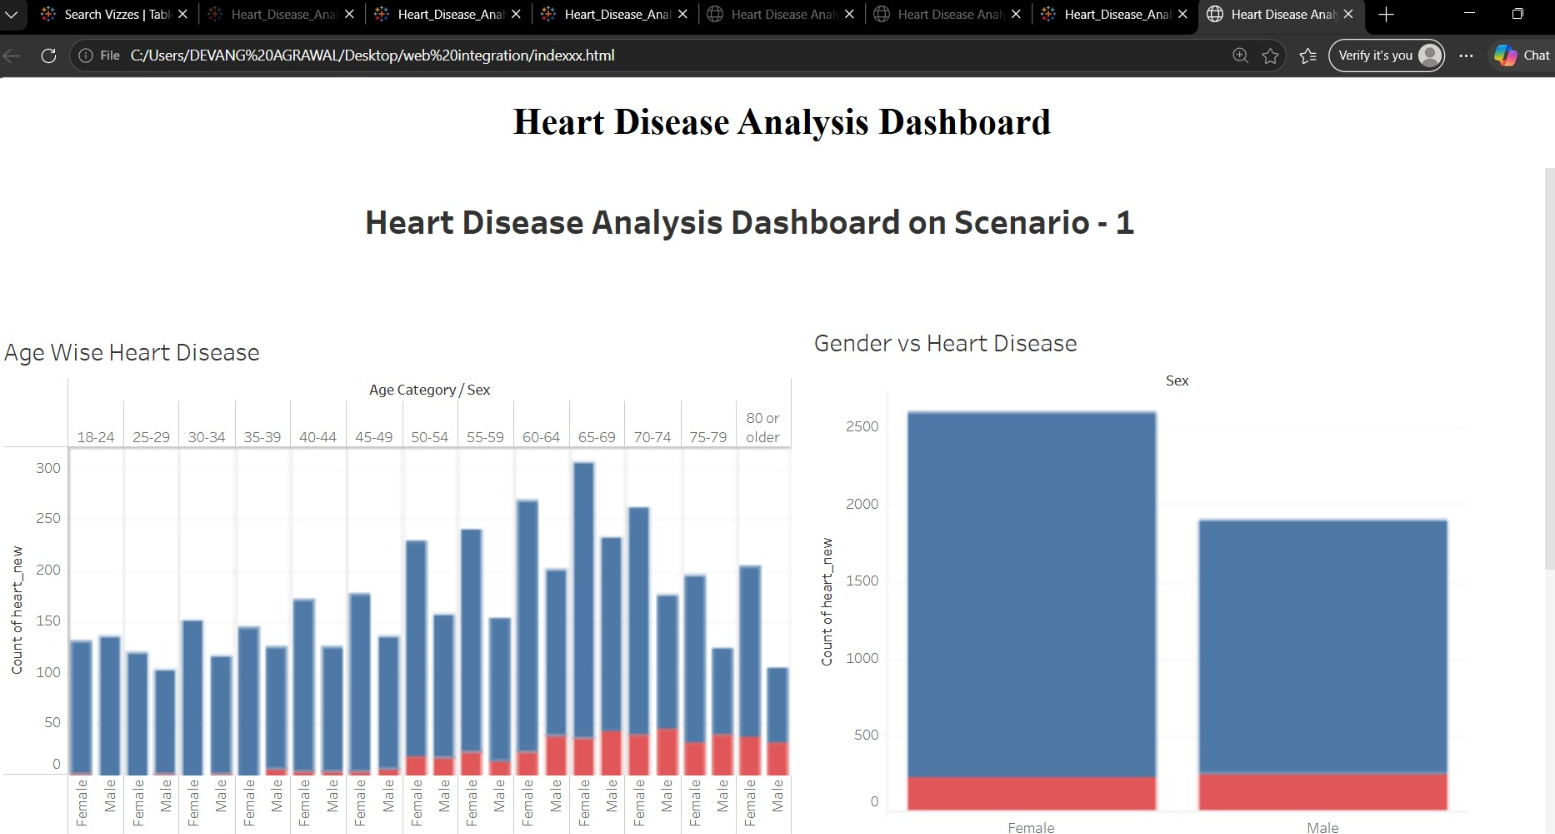 Search Vizzes | Tabl
Heart_Disease_Anal
Heart_Disease_Anal
Heart_Disease_Anal
Heart Disease Analy
Heart Disease Analy
Heart_Disease_Anal
Heart Disease Analy
File C:/Users/DEVANG%20AGRAWAL/Desktop/web%20integration/indexxx.html
Verify it's you
Chat
Heart Disease Analysis Dashboard
Heart Disease Analysis Dashboard on Scenario - 1
Age Wise Heart Disease
Age Category / Sex
18-24 25-29 30-34 35-39 40-44 45-49 50-54 55-59 60-64 65-69 70-74 75-79 80 or older
Count of heart_new
300
250
200
150
100
50
0
Female Male Female Male Female Male Female Male Female Male Female Male Female Male Female Male Female Male Female Male Female Male Female Male Female Male
Gender vs Heart Disease
Sex
Count of heart_new
2500
2000
1500
1000
500
0
Female Male